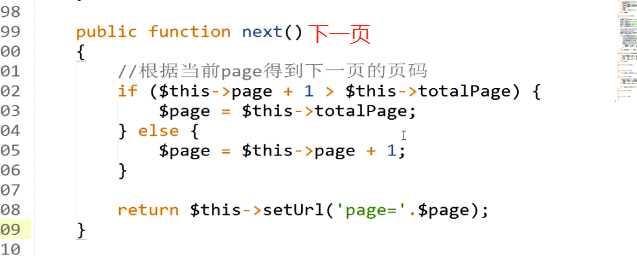 98
99 public function next() 下一页
00 {
01 //根据当前page得到下一页的页码
02 if ($this->page + 1 > $this->totalPage) {
03 $page = $this->totalPage;
04 } else {
05 $page = $this->page + 1;
06 }
07
08 return $this->setUrl('page='.$page);
09 }
10